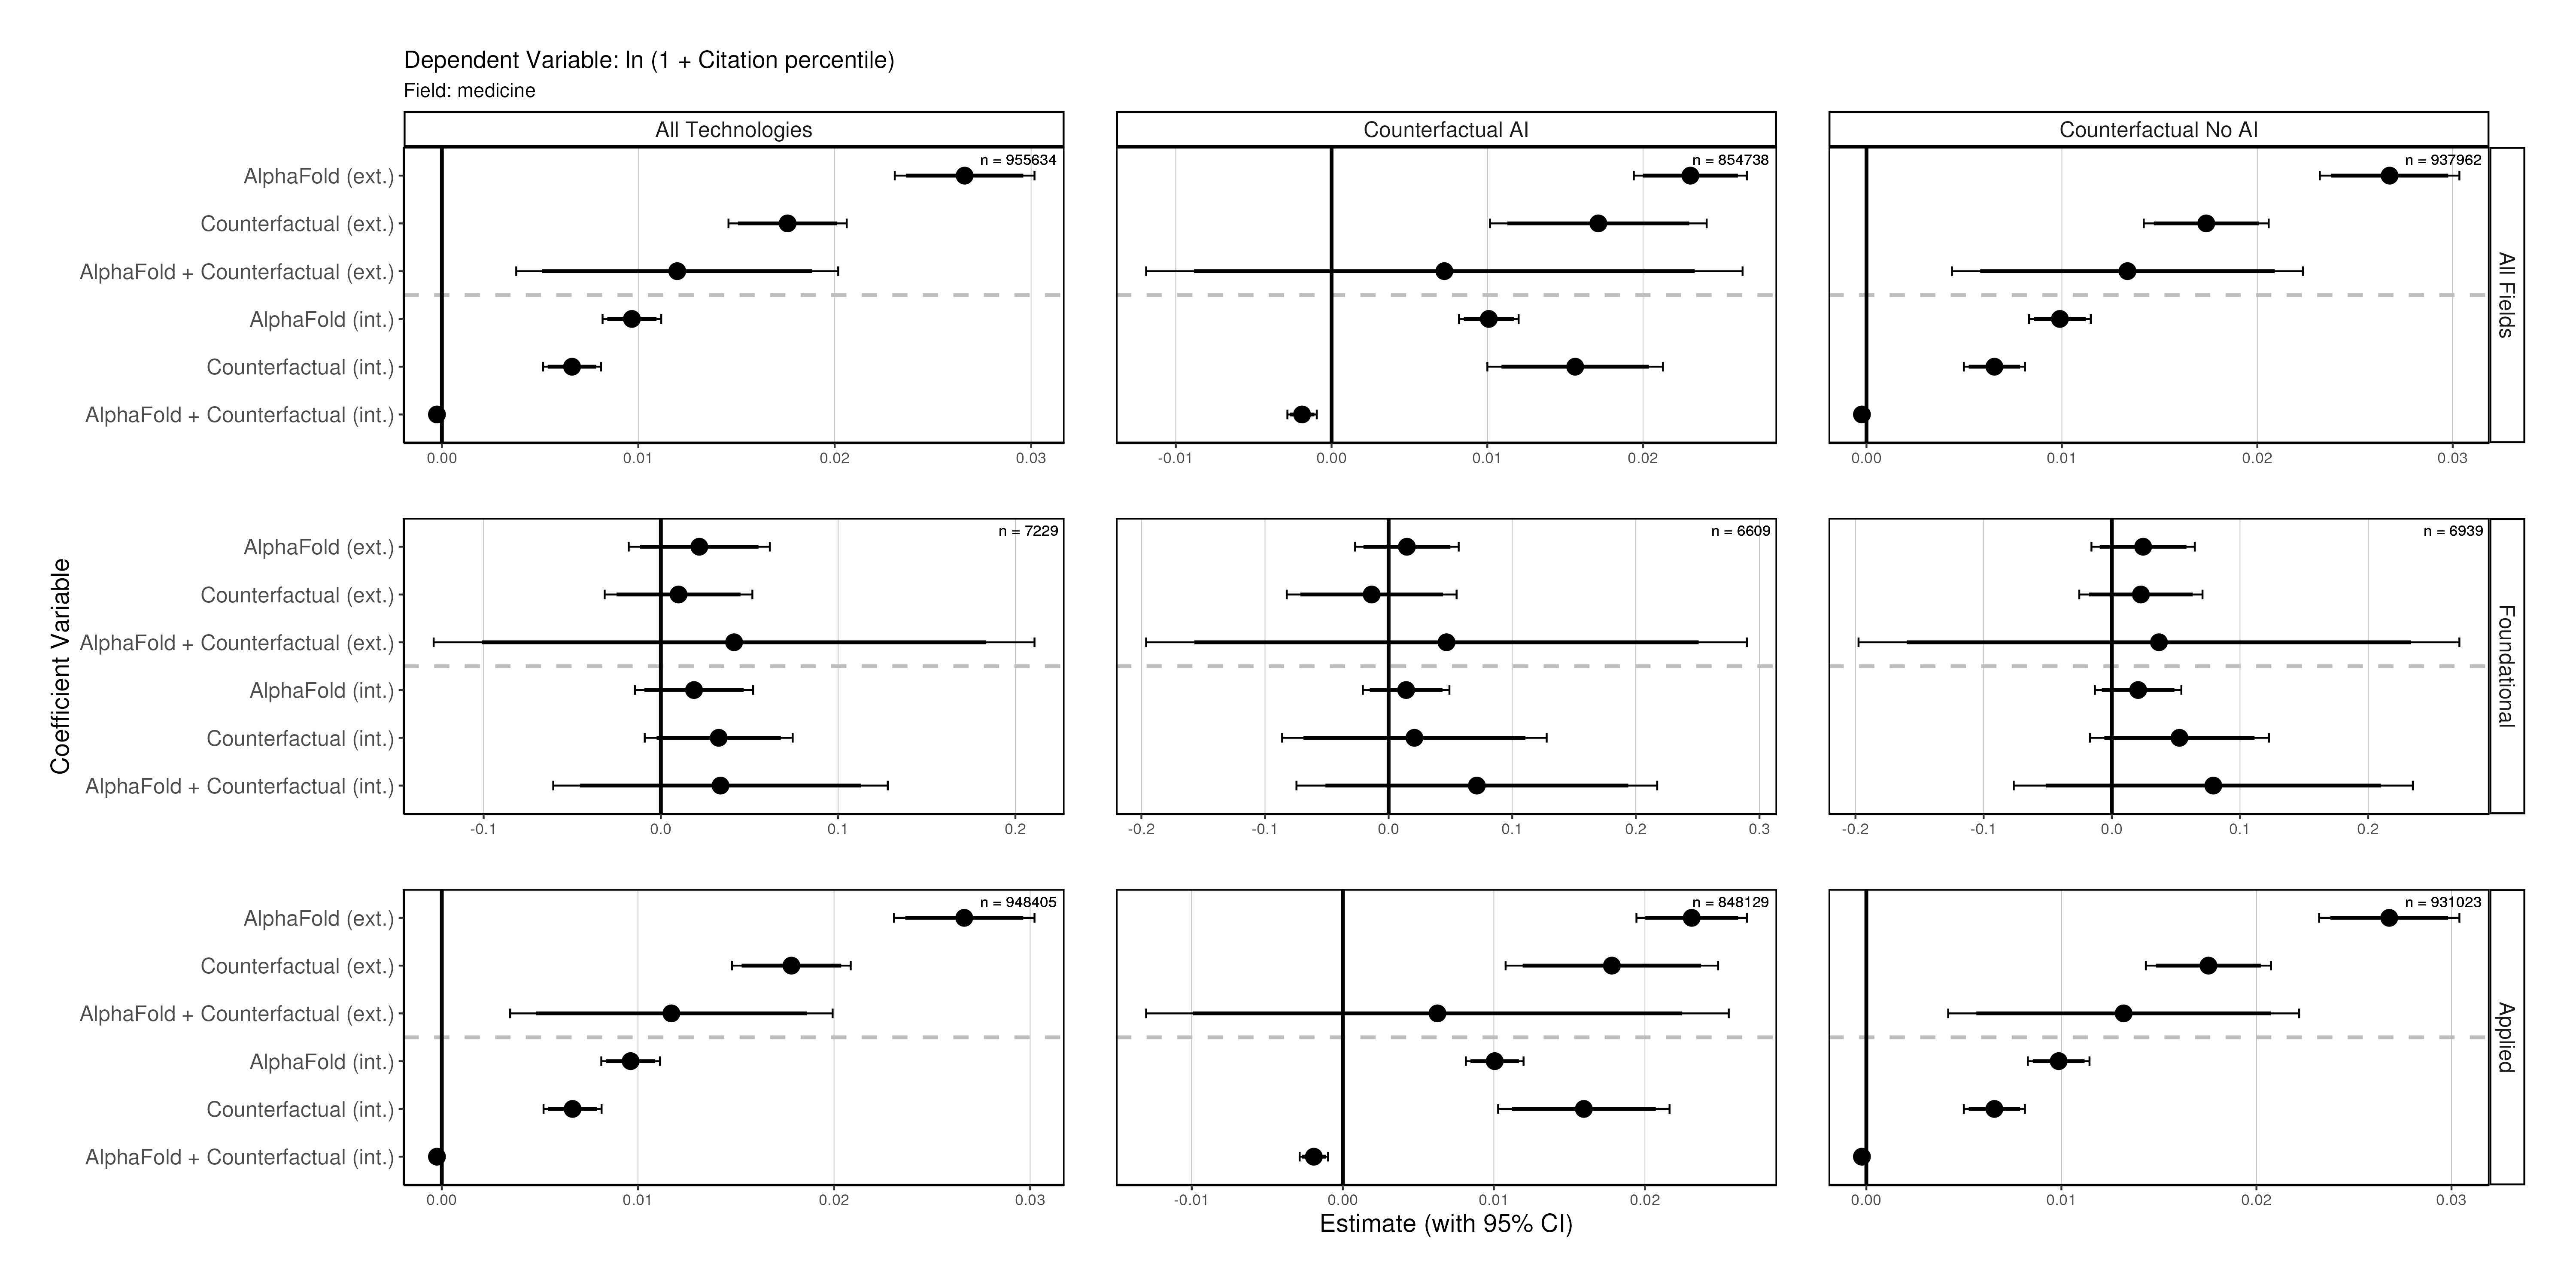 Dependent Variable: ln (1 + Citation percentile)
Field: medicine
All Technologies
Counterfactual AI
Counterfactual No AI
n = 955634
n = 854738
n = 937962
AlphaFold (ext.)
Counterfactual (ext.)
AlphaFold + Counterfactual (ext.)
AlphaFold (int.)
Counterfactual (int.)
AlphaFold + Counterfactual (int.)
All Fields
0.00 0.01 0.02 0.03
-0.01 0.00 0.01 0.02
0.00 0.01 0.02 0.03
Coefficient Variable
n = 7229
n = 6609
n = 6939
AlphaFold (ext.)
Counterfactual (ext.)
AlphaFold + Counterfactual (ext.)
AlphaFold (int.)
Counterfactual (int.)
AlphaFold + Counterfactual (int.)
Foundational
-0.1 0.0 0.1 0.2
-0.2 -0.1 0.0 0.1 0.2 0.3
-0.2 -0.1 0.0 0.1 0.2
n = 948405
n = 848129
n = 931023
AlphaFold (ext.)
Counterfactual (ext.)
AlphaFold + Counterfactual (ext.)
AlphaFold (int.)
Counterfactual (int.)
AlphaFold + Counterfactual (int.)
Applied
0.00 0.01 0.02 0.03
-0.01 0.00 0.01 0.02
0.00 0.01 0.02 0.03
Estimate (with 95% CI)